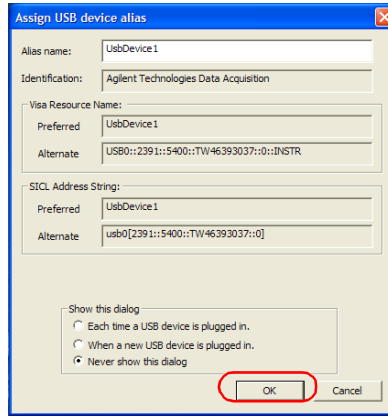 Assign USB device alias
Alias name: UsbDevice1
Identification: Agilent Technologies Data Acquisition
Visa Resource Name:
Preferred UsbDevice1
Alternate USB0::2391::5400::TW46393037::0::INSTR
SICL Address String:
Preferred UsbDevice1
Alternate usb0[2391::5400::TW46393037::0]
Show this dialog
Each time a USB device is plugged in.
When a new USB device is plugged in.
Never show this dialog
OK Cancel